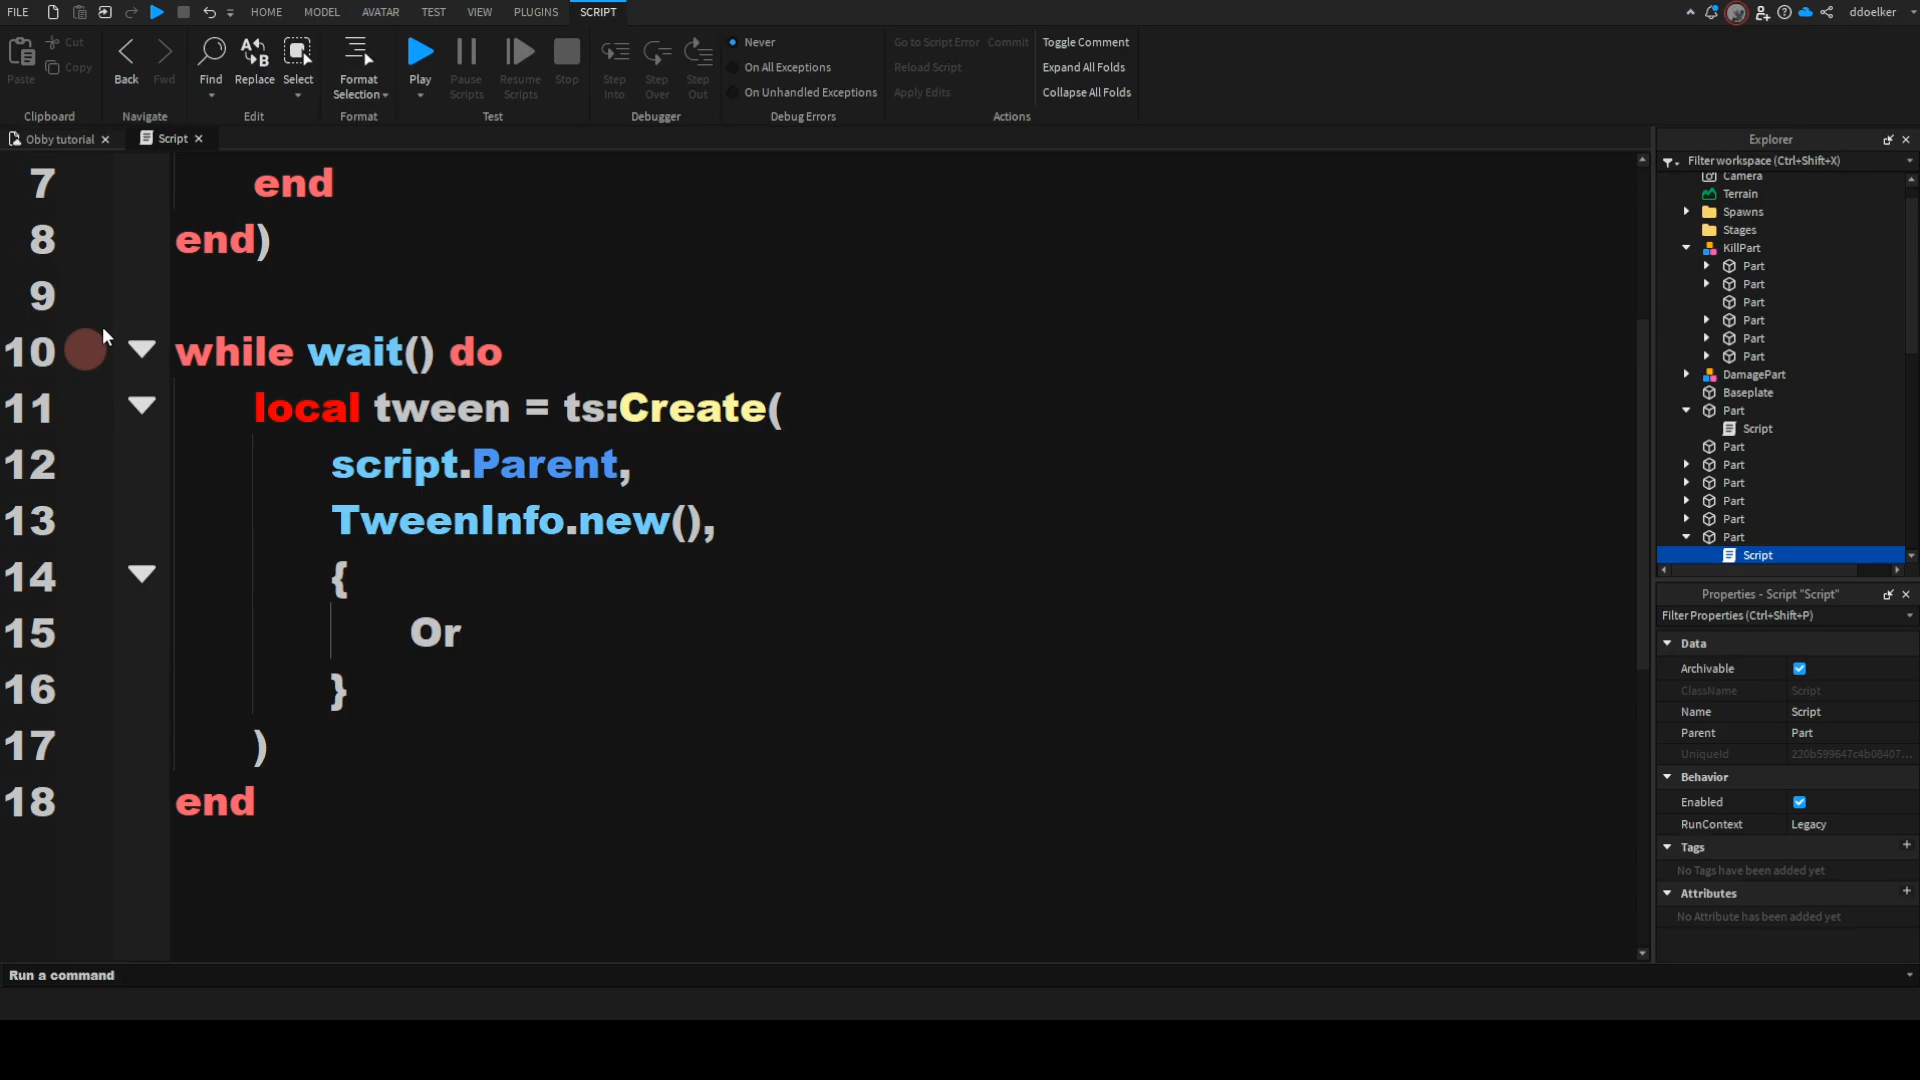 FILE HOME MODEL AVATAR TEST VIEW PLUGINS SCRIPT ddoelker
Paste Cut Copy Clipboard
Back Fwd Navigate
Find Replace Select Edit
Format Selection Format
Play Pause Scripts Resume Scripts Stop Test
Step Into Step Over Step Out Debugger
Never
On All Exceptions
On Unhandled Exceptions
Debug Errors
Go to Script Error Commit
Reload Script
Apply Edits
Toggle Comment
Expand All Folds
Collapse All Folds
Actions
Obby tutorial Script
7 end
8 end)
9
10 while wait() do
11 local tween = ts:Create(
12 script.Parent,
13 TweenInfo.new(),
14 {
15 Or
16 }
17 )
18 end
Explorer
Filter workspace (Ctrl+Shift+X)
Camera
Terrain
Spawns
Stages
KillPart
Part
Part
Part
Part
Part
Part
DamagePart
Baseplate
Part
Script
Part
Part
Part
Part
Part
Part
Script
Properties - Script "Script"
Filter Properties (Ctrl+Shift+P)
Data
Archivable
ClassName Script
Name Script
Parent Part
UniqueId 220b599647c4b08407...
Behavior
Enabled
RunContext Legacy
Tags
No Tags have been added yet
Attributes
No Attribute has been added yet
Run a command